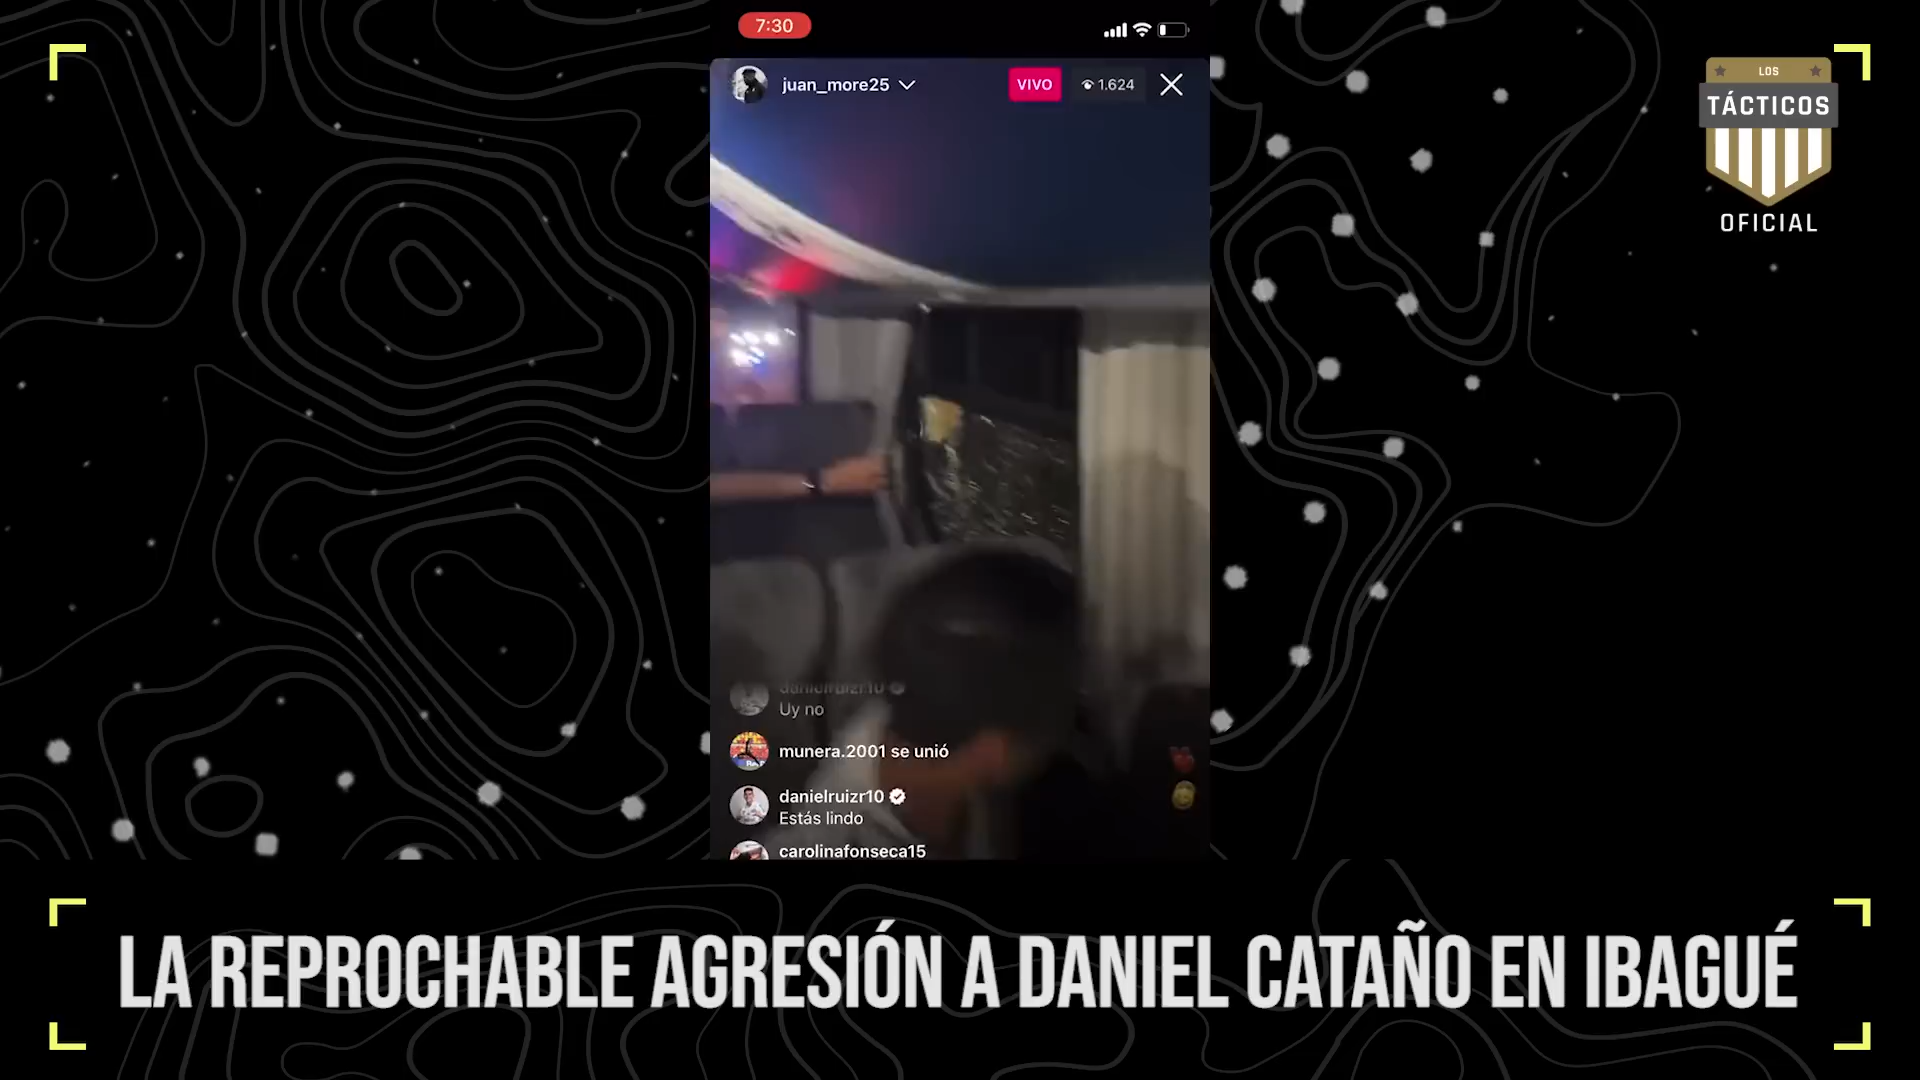 7:30
juan_more25
VIVO
1.624
LOS
TÁCTICOS
OFICIAL
danielruizr10
Uy no
munera.2001 se unió
danielruizr10
Estás lindo
carolinafonseca15
LA REPROCHABLE AGRESIÓN A DANIEL CATAÑO EN IBAGUÉ